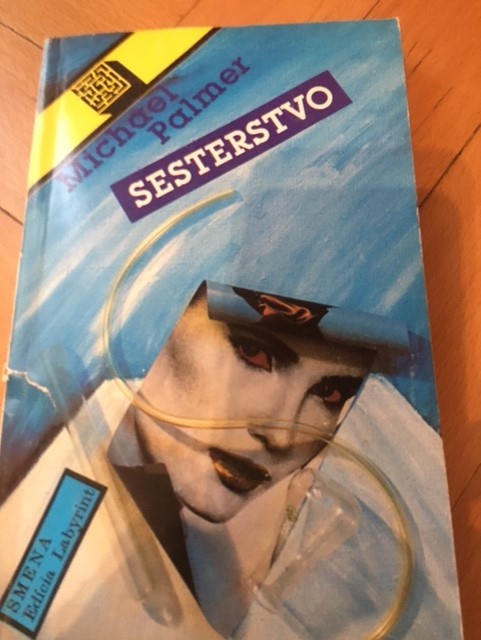 Michael
Palmer
SESTERSTVO
SMENA
Edícia Labyrint